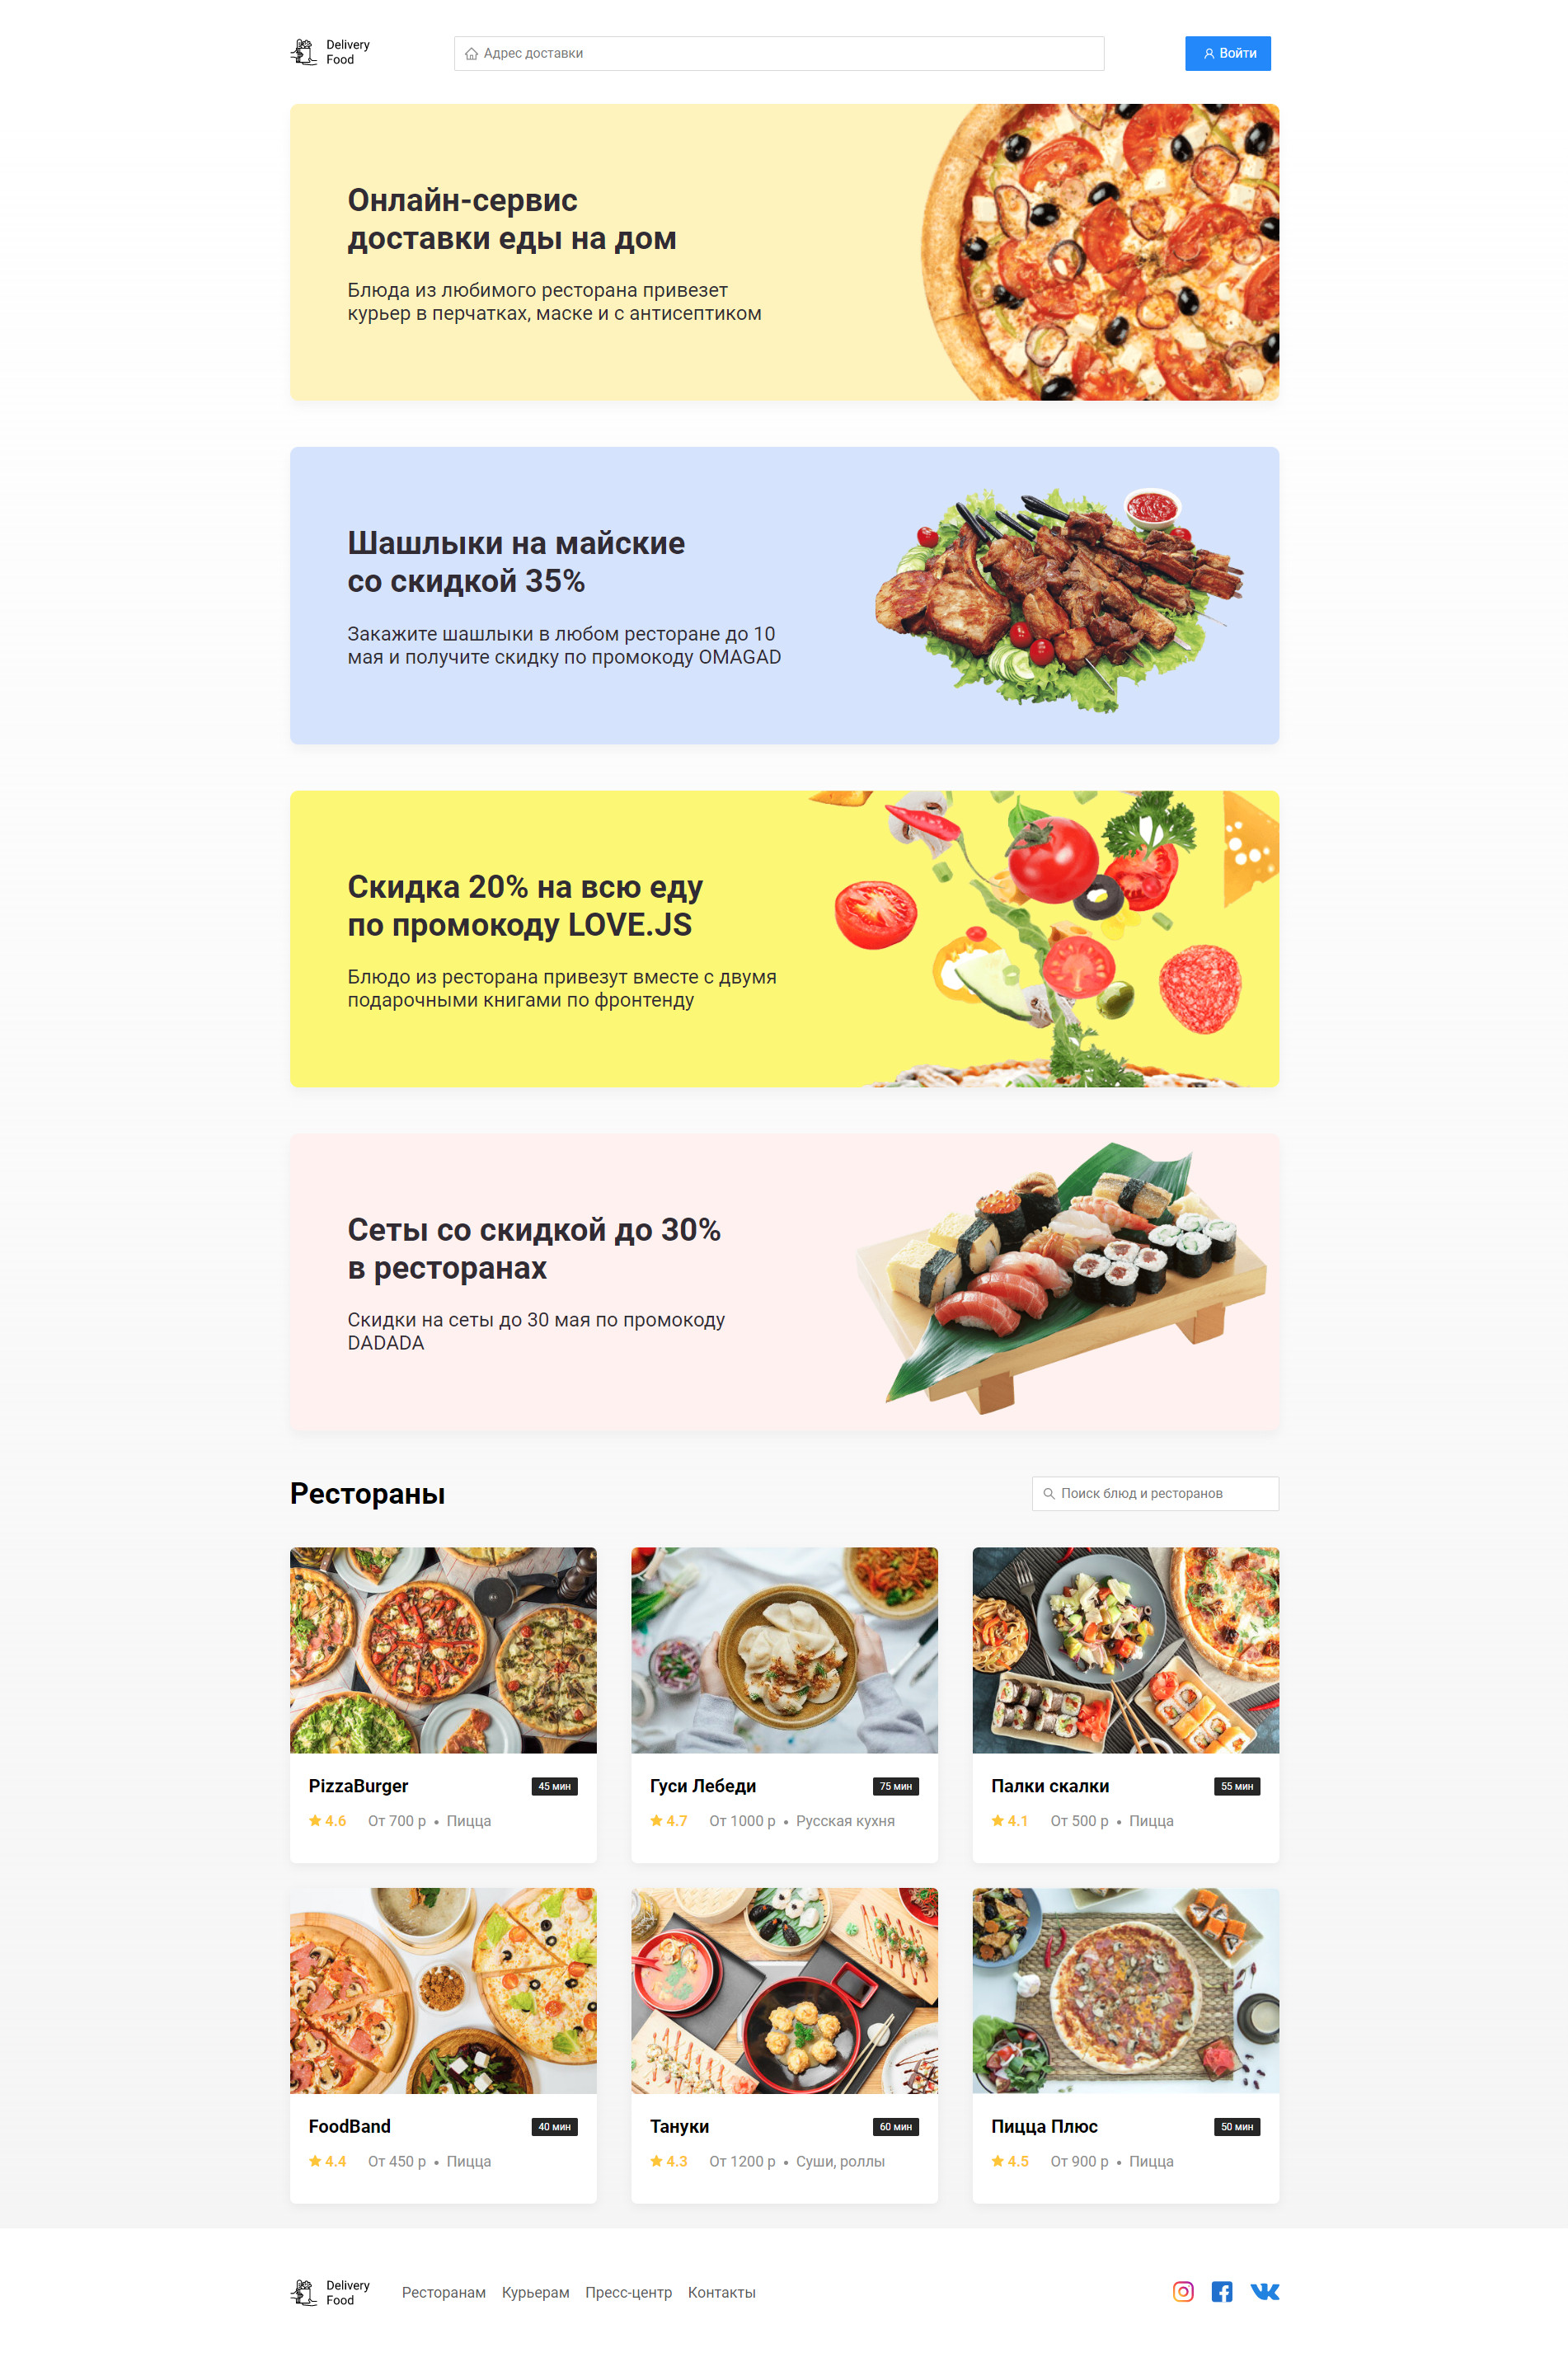 Delivery
Food
Адрес доставки
Войти
Онлайн-сервис
доставки еды на дом
Блюда из любимого ресторана привезет
курьер в перчатках, маске и с антисептиком
Шашлыки на майские
со скидкой 35%
Закажите шашлыки в любом ресторане до 10
мая и получите скидку по промокоду OMAGAD
Скидка 20% на всю еду
по промокоду LOVE.JS
Блюдо из ресторана привезут вместе с двумя
подарочными книгами по фронтенду
Сеты со скидкой до 30%
в ресторанах
Скидки на сеты до 30 мая по промокоду
DADADA
Рестораны
Поиск блюд и ресторанов
PizzaBurger
45 мин
4.6 От 700 р • Пицца
Гуси Лебеди
75 мин
4.7 От 1000 р • Русская кухня
Палки скалки
55 мин
4.1 От 500 р • Пицца
FoodBand
40 мин
4.4 От 450 р • Пицца
Тануки
60 мин
4.3 От 1200 р • Суши, роллы
Пицца Плюс
50 мин
4.5 От 900 р • Пицца
Delivery
Food
Ресторанам Курьерам Пресс-центр Контакты